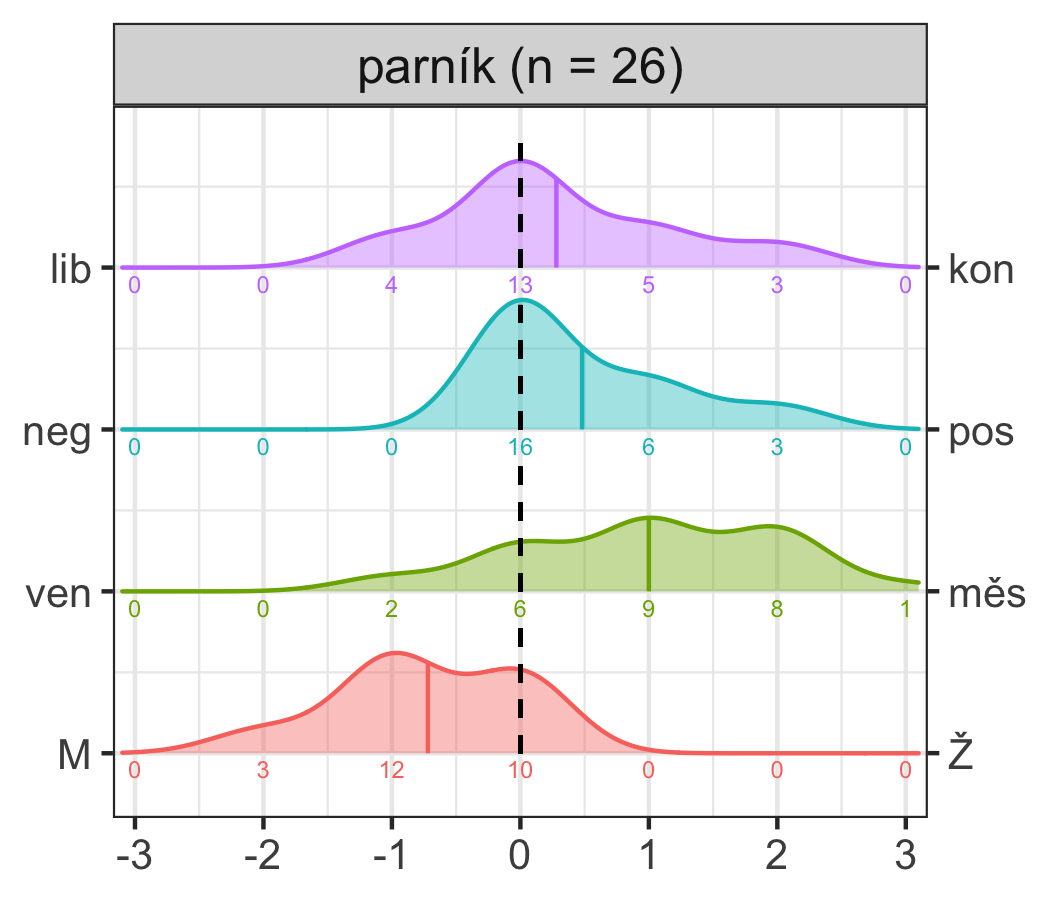 parník (n = 26)
lib kon
0 0 4 13 5 3 0
neg pos
0 0 0 16 6 3 0
ven měs
0 0 2 6 9 8 1
M Ž
0 3 12 10 0 0 0
-3 -2 -1 0 1 2 3